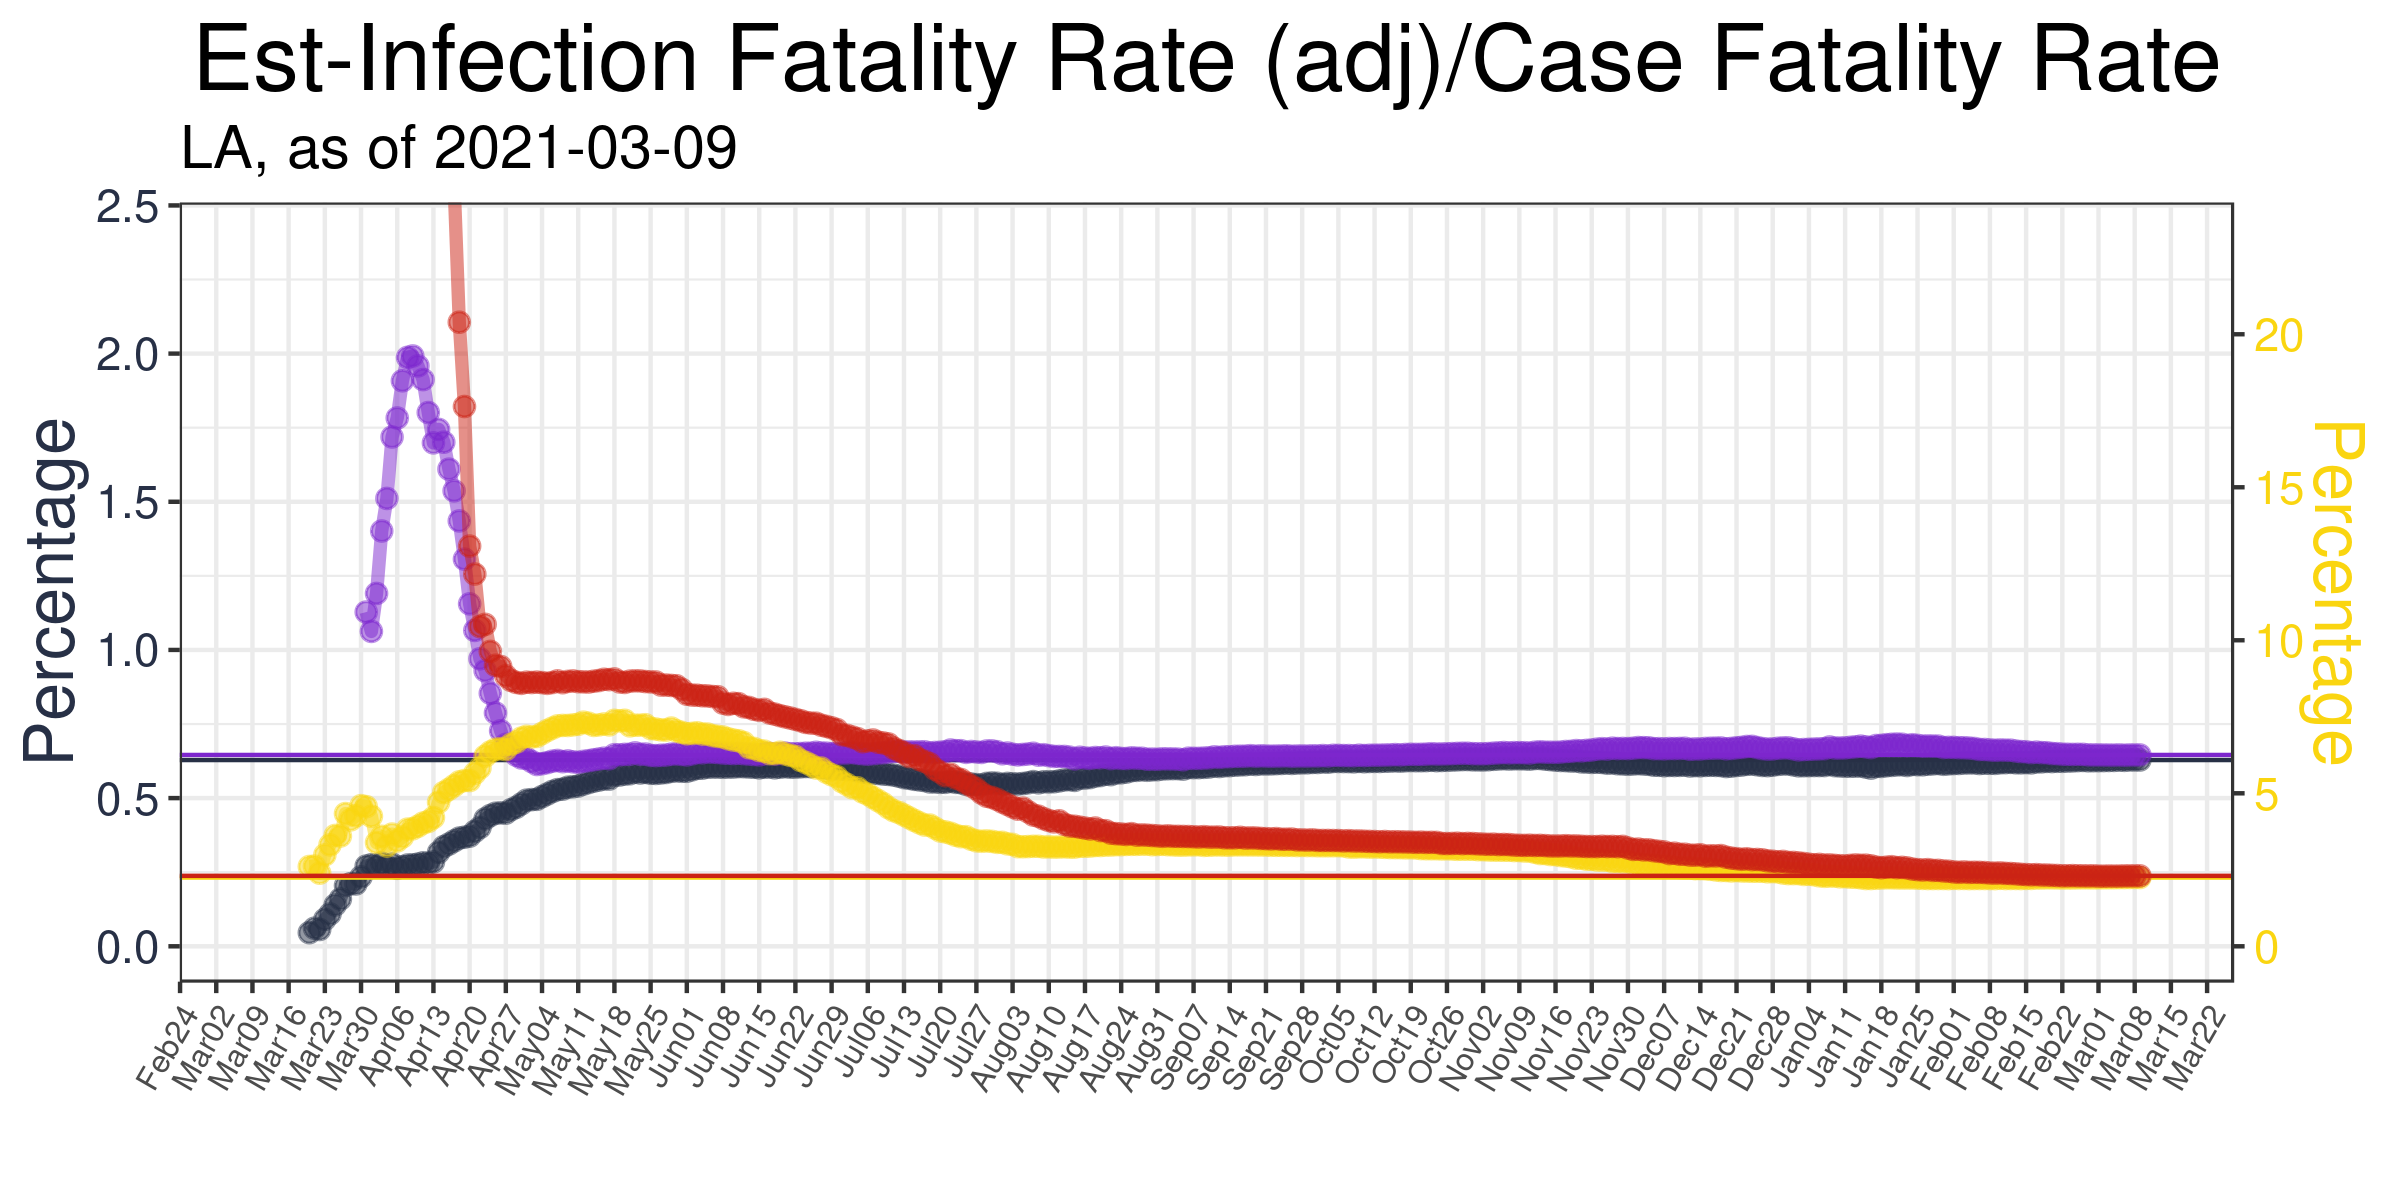 Est-Infection Fatality Rate (adj)/Case Fatality Rate
LA, as of 2021-03-09
Percentage
2.5
2.0
1.5
1.0
0.5
0.0
20
15
10
5
0
Percentage
Feb24
Mar02
Mar09
Mar16
Mar23
Mar30
Apr06
Apr13
Apr20
Apr27
May04
May11
May18
May25
Jun01
Jun08
Jun15
Jun22
Jun29
Jul06
Jul13
Jul20
Jul27
Aug03
Aug10
Aug17
Aug24
Aug31
Sep07
Sep14
Sep21
Sep28
Oct05
Oct12
Oct19
Oct26
Nov02
Nov09
Nov16
Nov23
Nov30
Dec07
Dec14
Dec21
Dec28
Jan04
Jan11
Jan18
Jan25
Feb01
Feb08
Feb15
Feb22
Mar01
Mar08
Mar15
Mar22